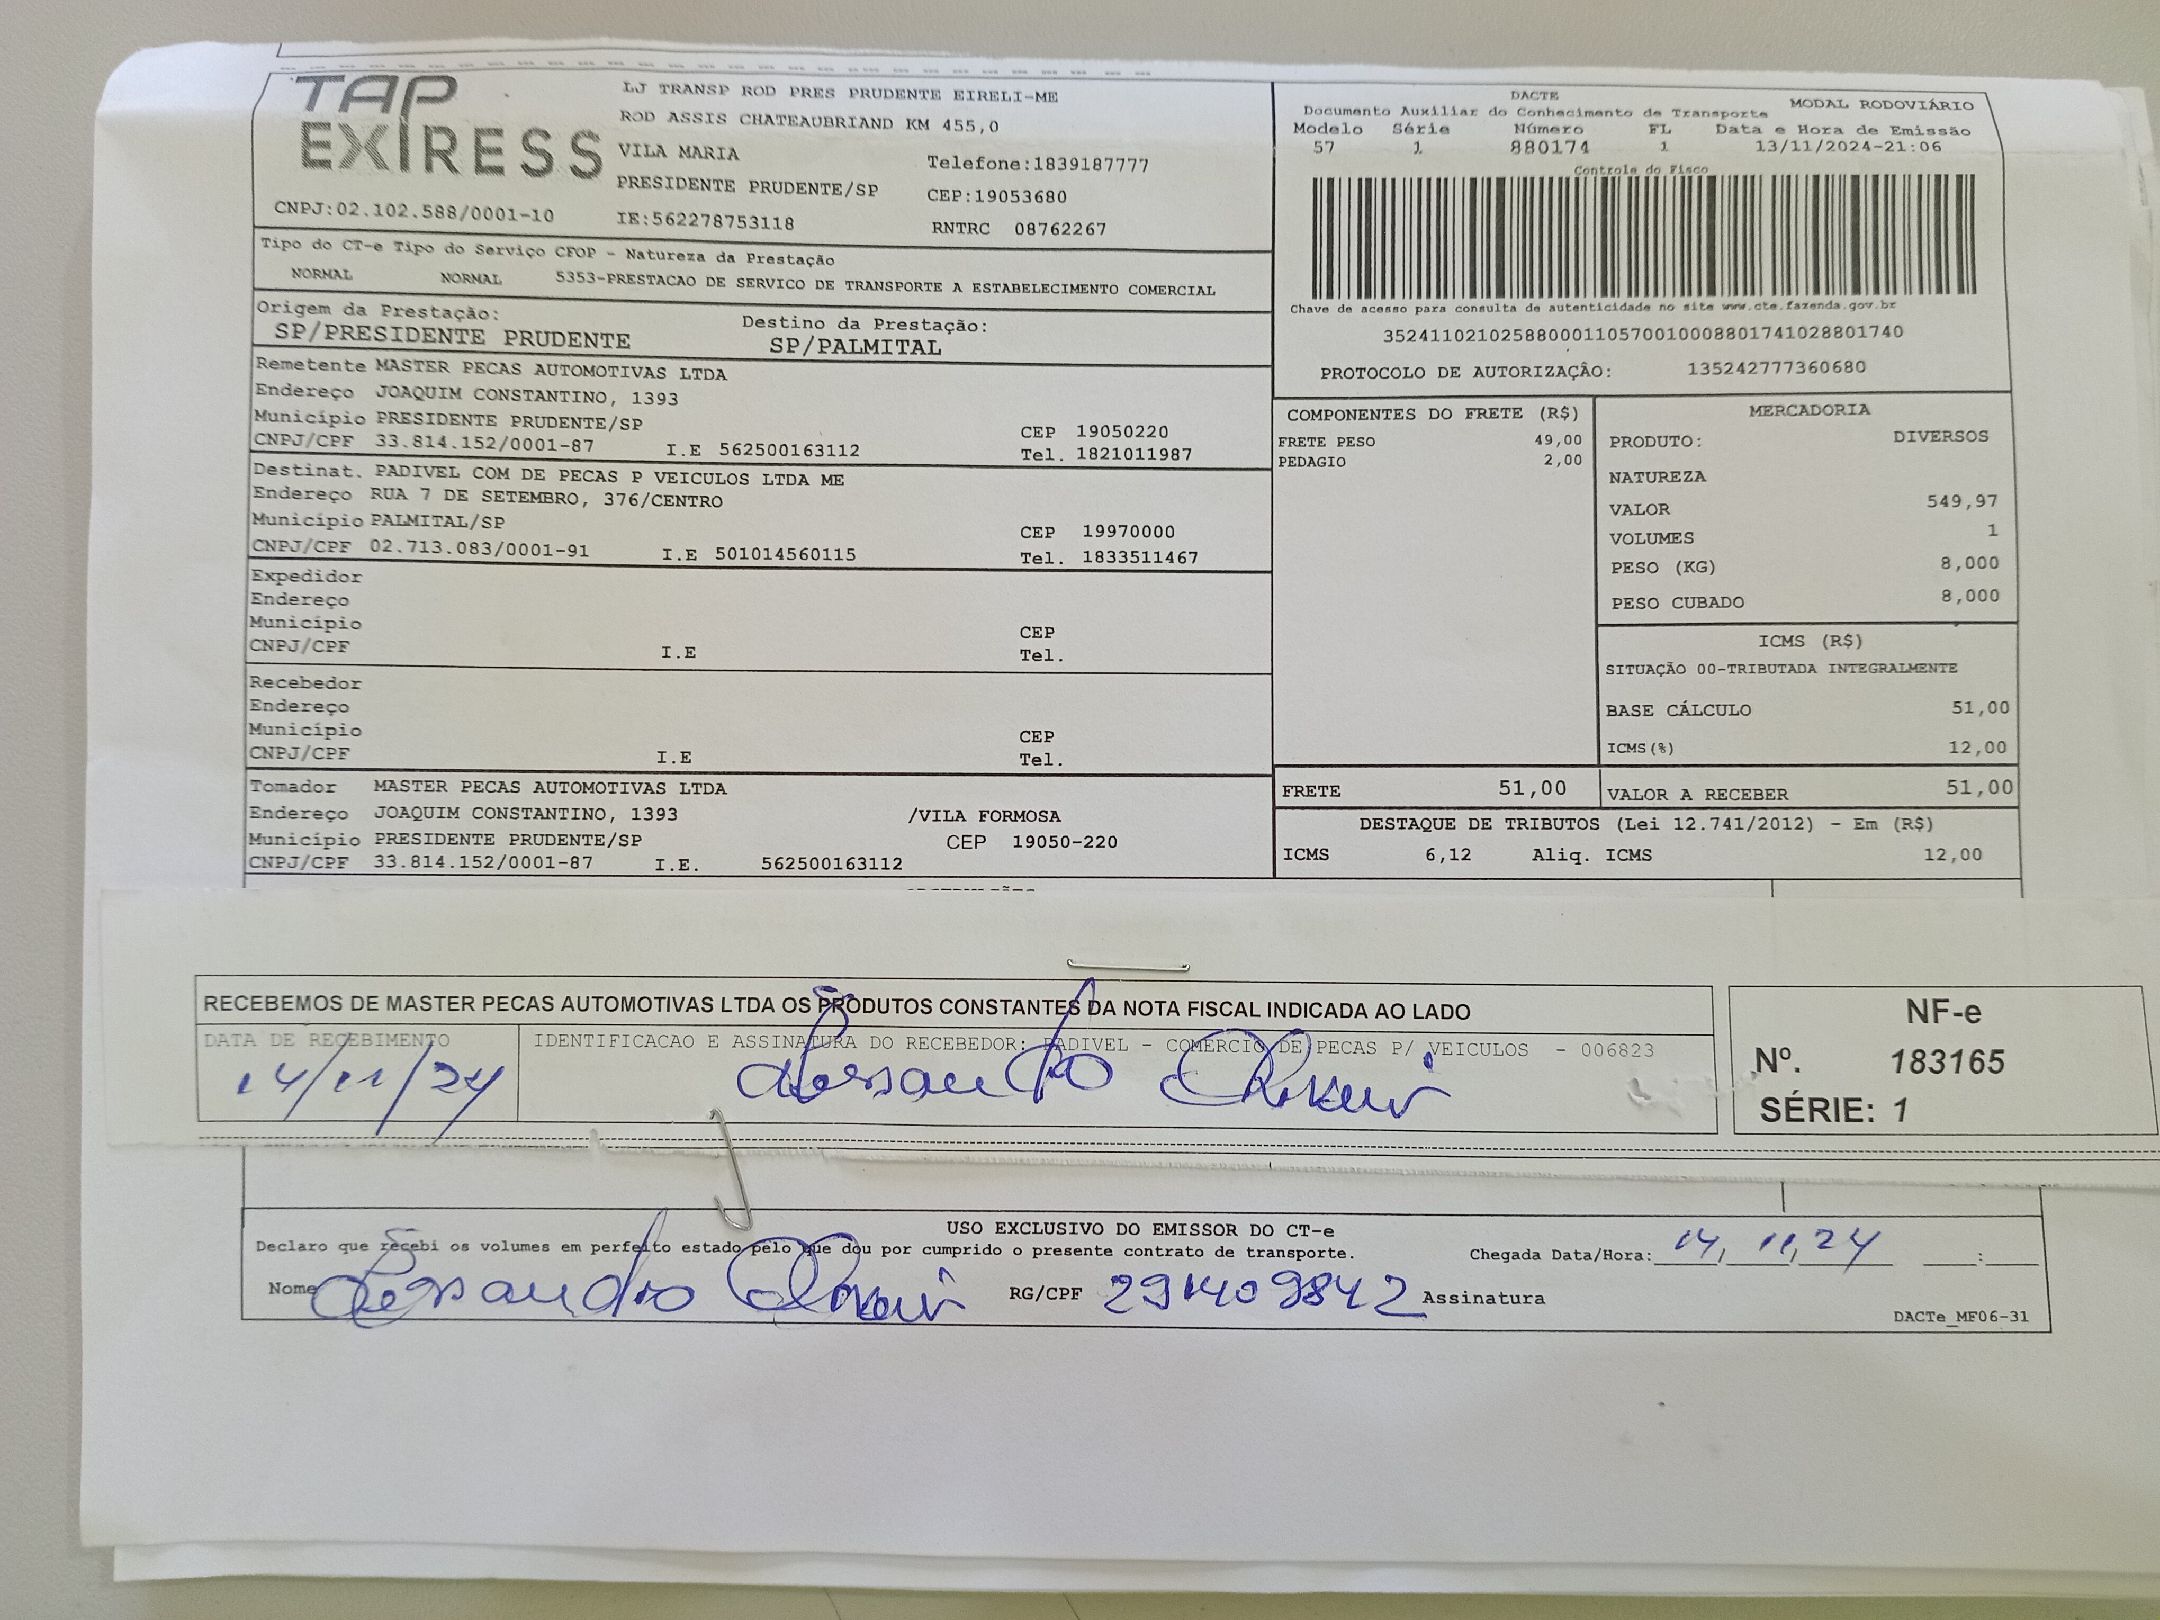 TAP
EXPRESS
CNPJ:02.102.588/0001-10
LJ TRANSP ROD PRES PRUDENTE EIRELI-ME
ROD ASSIS CHATEAUBRIAND KM 455,0
VILA MARIA
Telefone:1839187777
PRESIDENTE PRUDENTE/SP
CEP:19053680
IE:562278753118
RNTRC 08762267
DACTE
MODAL RODOVIÁRIO
Documento Auxiliar do Conhecimento de Transporte
Modelo Série Número FL Data e Hora de Emissão
57 1 880174 1 13/11/2024-21:06
Controle do Fisco
Chave de acesso para consulta de autenticidade no site www.cte.fazenda.gov.br
35241102102588000110570010008801741028801740
PROTOCOLO DE AUTORIZAÇÃO: 135242777360680
Tipo do CT-e Tipo do Serviço CFOP - Natureza da Prestação
NORMAL NORMAL 5353-PRESTACAO DE SERVICO DE TRANSPORTE A ESTABELECIMENTO COMERCIAL
Origem da Prestação: Destino da Prestação:
SP/PRESIDENTE PRUDENTE SP/PALMITAL
Remetente MASTER PECAS AUTOMOTIVAS LTDA
Endereço JOAQUIM CONSTANTINO, 1393
Município PRESIDENTE PRUDENTE/SP CEP 19050220
CNPJ/CPF 33.814.152/0001-87 I.E 562500163112 Tel. 1821011987
Destinat. PADIVEL COM DE PECAS P VEICULOS LTDA ME
Endereço RUA 7 DE SETEMBRO, 376/CENTRO
Município PALMITAL/SP CEP 19970000
CNPJ/CPF 02.713.083/0001-91 I.E 501014560115 Tel. 1833511467
Expedidor
Endereço
Município CEP
CNPJ/CPF I.E Tel.
Recebedor
Endereço
Município CEP
CNPJ/CPF I.E Tel.
Tomador MASTER PECAS AUTOMOTIVAS LTDA
Endereço JOAQUIM CONSTANTINO, 1393 /VILA FORMOSA
Município PRESIDENTE PRUDENTE/SP CEP 19050-220
CNPJ/CPF 33.814.152/0001-87 I.E. 562500163112
COMPONENTES DO FRETE (R$)
FRETE PESO 49,00
PEDAGIO 2,00
MERCADORIA
PRODUTO: DIVERSOS
NATUREZA
VALOR 549,97
VOLUMES 1
PESO (KG) 8,000
PESO CUBADO 8,000
ICMS (R$)
SITUAÇÃO 00-TRIBUTADA INTEGRALMENTE
BASE CÁLCULO 51,00
ICMS(%) 12,00
FRETE 51,00 VALOR A RECEBER 51,00
DESTAQUE DE TRIBUTOS (Lei 12.741/2012) - Em (R$)
ICMS 6,12 Aliq. ICMS 12,00
RECEBEMOS DE MASTER PECAS AUTOMOTIVAS LTDA OS PRODUTOS CONSTANTES DA NOTA FISCAL INDICADA AO LADO
DATA DE RECEBIMENTO
14/11/24
IDENTIFICACAO E ASSINATURA DO RECEBEDOR: PADIVEL - COMERCIO DE PECAS P/ VEICULOS - 006823
NF-e
Nº. 183165
SÉRIE: 1
USO EXCLUSIVO DO EMISSOR DO CT-e
Declaro que recebi os volumes em perfeito estado pelo que dou por cumprido o presente contrato de transporte.
Chegada Data/Hora: 14, 11, 24 :
Nome RG/CPF 291409842 Assinatura
DACTe_MF06-31